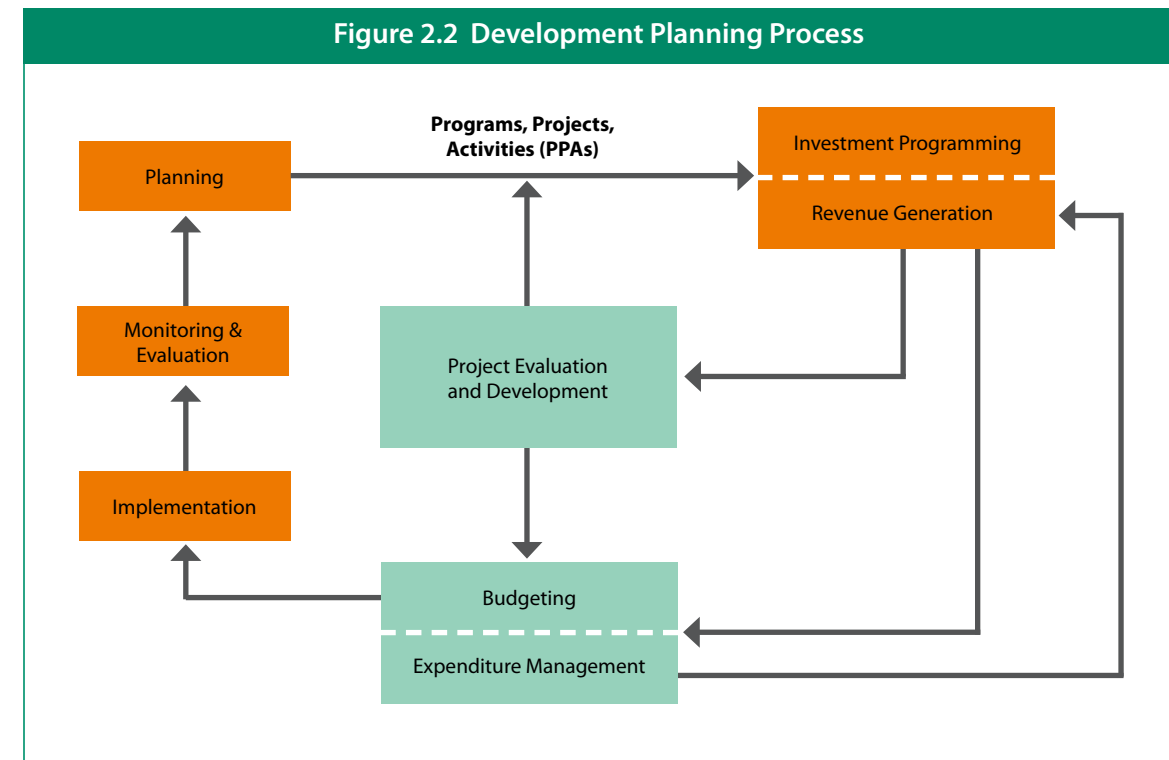 Figure 2.2 Development Planning Process
Programs, Projects,
Activities (PPAs)
Planning
Investment Programming
Revenue Generation
Monitoring &
Evaluation
Project Evaluation
and Development
Implementation
Budgeting
Expenditure Management